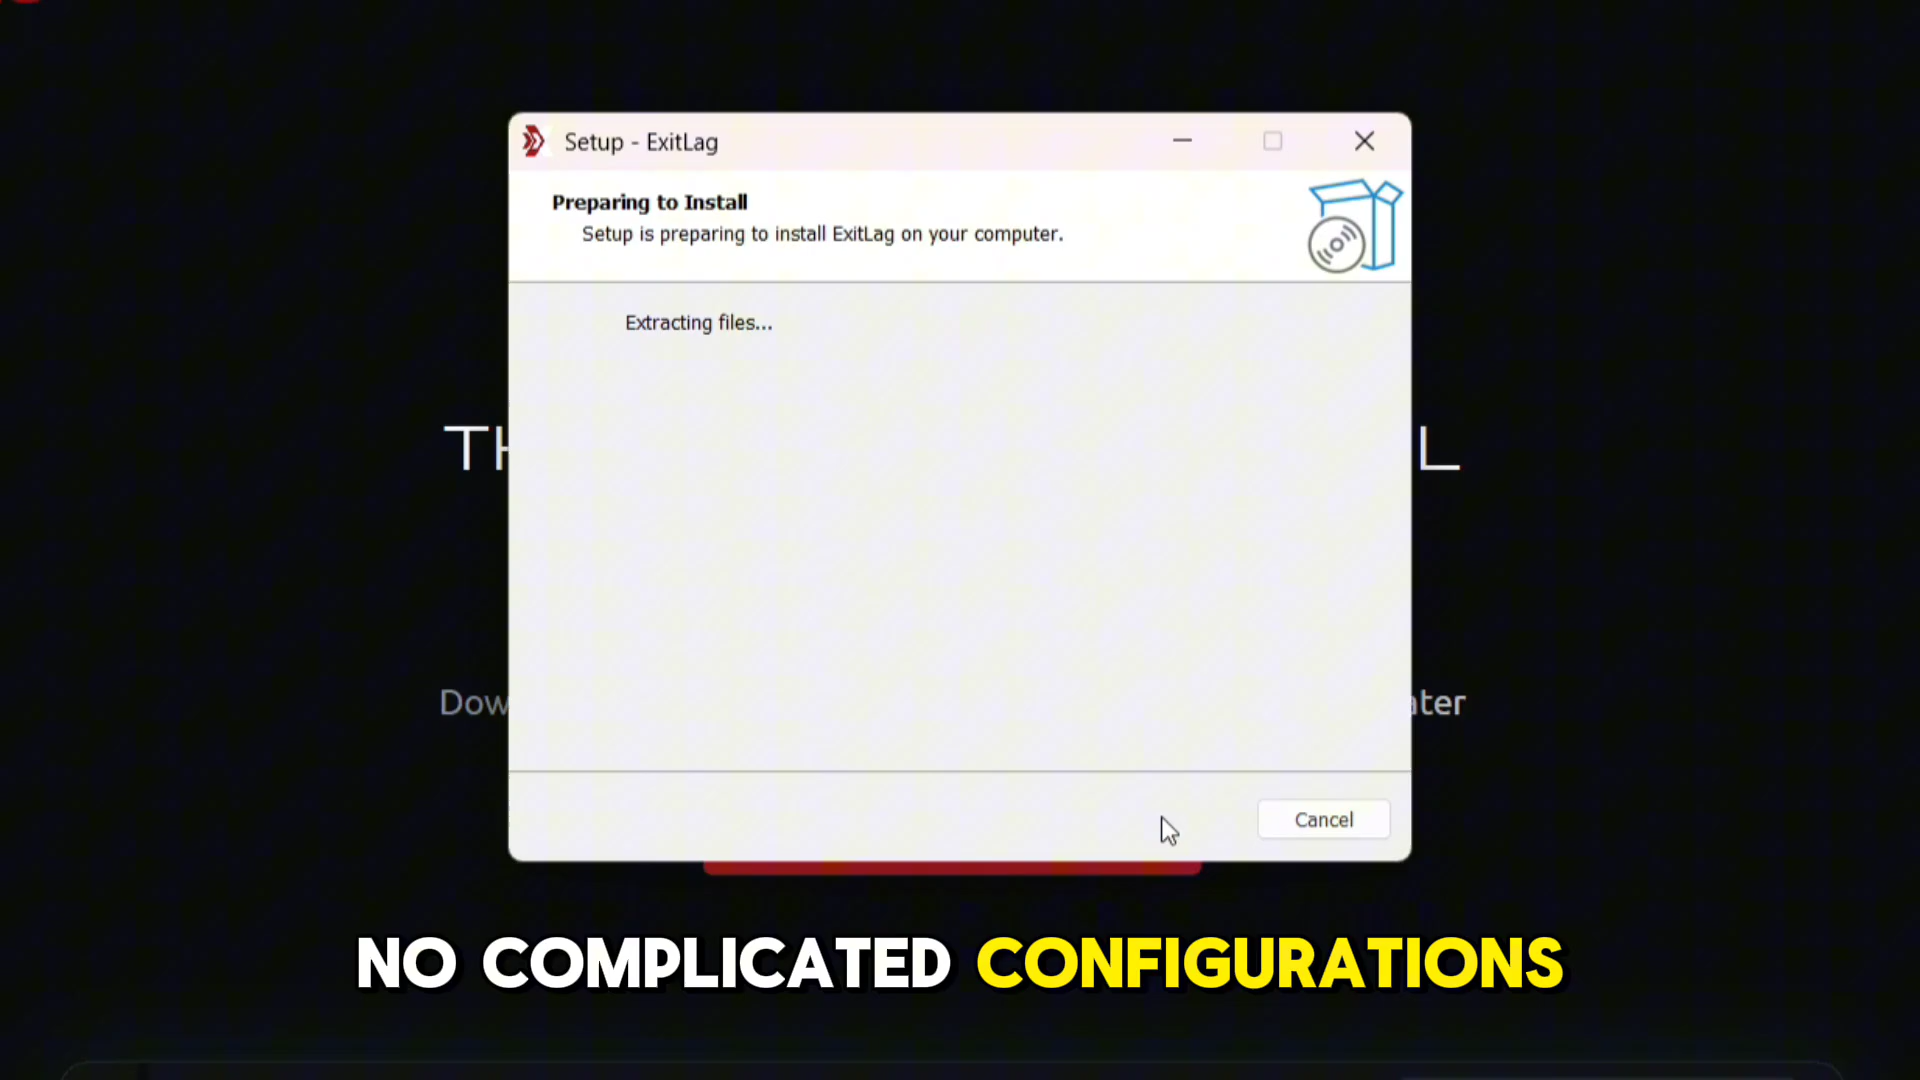 Setup - ExitLag
Preparing to Install
Setup is preparing to install ExitLag on your computer.
Extracting files...
Cancel
NO COMPLICATED CONFIGURATIONS